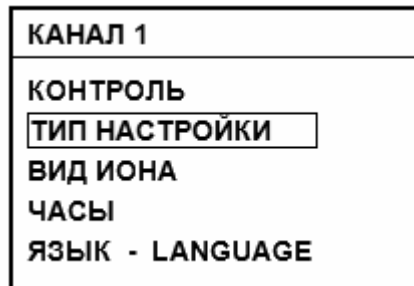 КАНАЛ 1
КОНТРОЛЬ
ТИП НАСТРОЙКИ
ВИД ИОНА
ЧАСЫ
ЯЗЫК - LANGUAGE